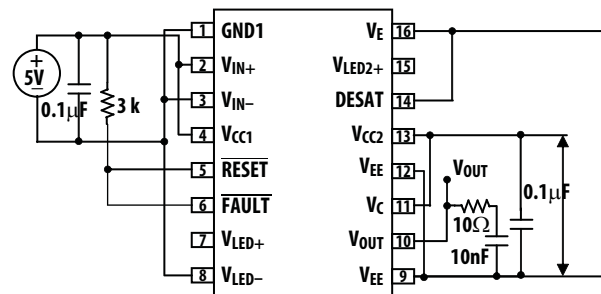 +
5V
−
0.1μF
3 k
1 GND1
2 VIN+
3 VIN−
4 VCC1
5 RESET
6 FAULT
7 VLED+
8 VLED−
VE 16
VLED2+ 15
DESAT 14
VCC2 13
VEE 12
VC 11
VOUT 10
VEE 9
VOUT
10Ω
10nF
0.1μF